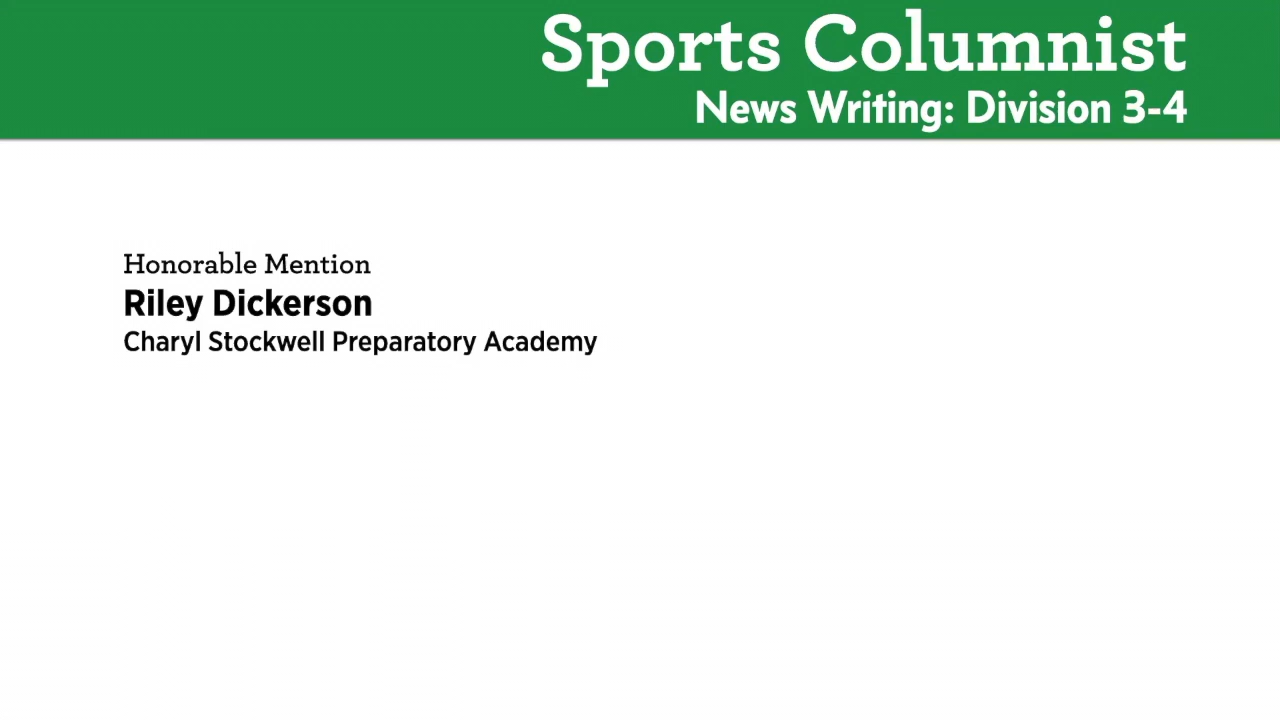 Sports Columnist
News Writing: Division 3-4
Honorable Mention
Riley Dickerson
Charyl Stockwell Preparatory Academy